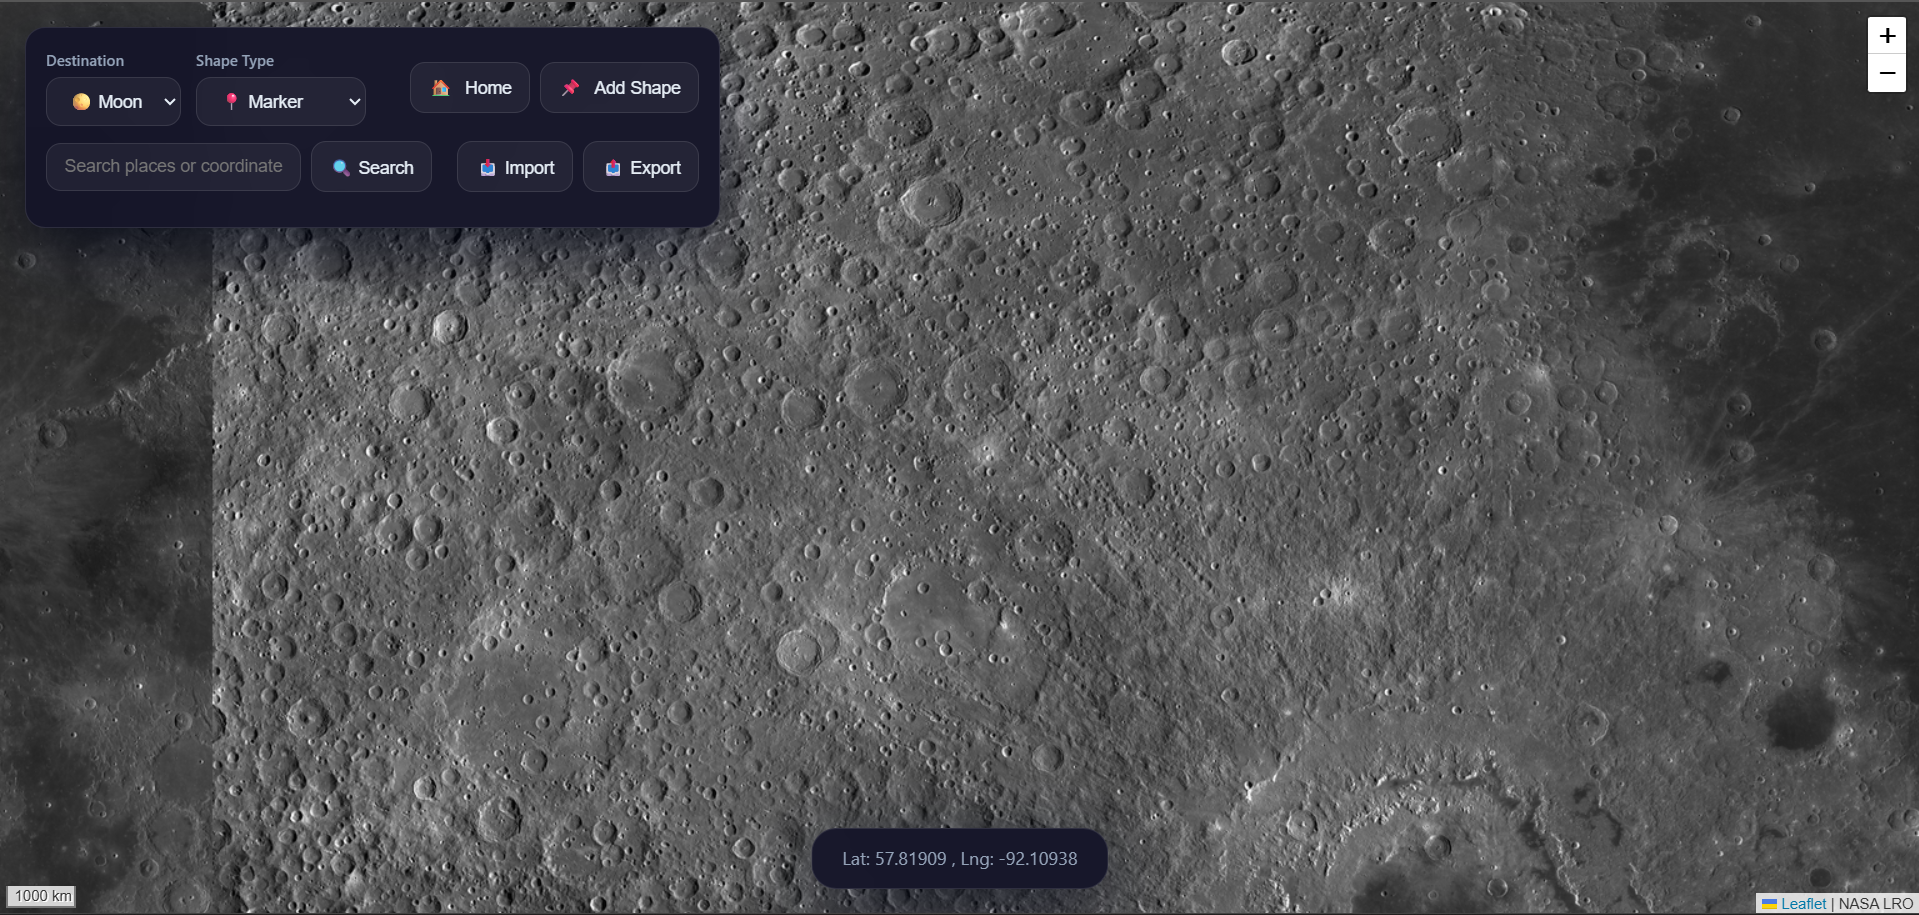 Destination
Shape Type
Moon
Marker
Home
Add Shape
Search places or coordinate
Search
Import
Export
+
−
Lat: 57.81909 , Lng: -92.10938
1000 km
Leaflet | NASA LRO